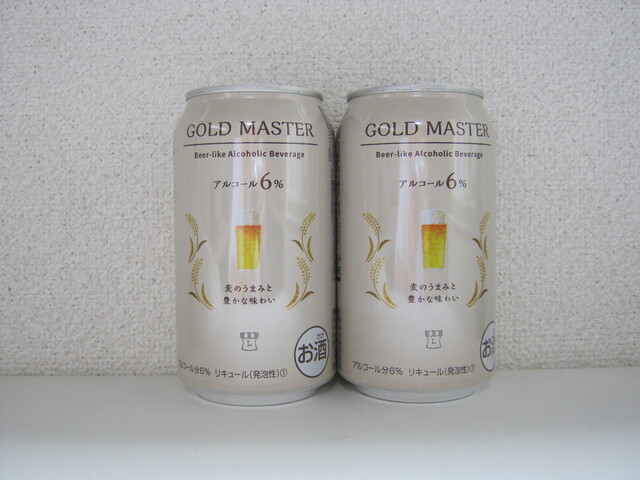 GOLD MASTER
Beer-like Alcoholic Beverage
アルコール6%
麦のうまみと
豊かな味わい
L
お酒
アルコール分6% リキュール(発泡性)①
GOLD MASTER
Beer-like Alcoholic Beverage
アルコール6%
麦のうまみと
豊かな味わい
L
お酒
アルコール分6% リキュール(発泡性)①